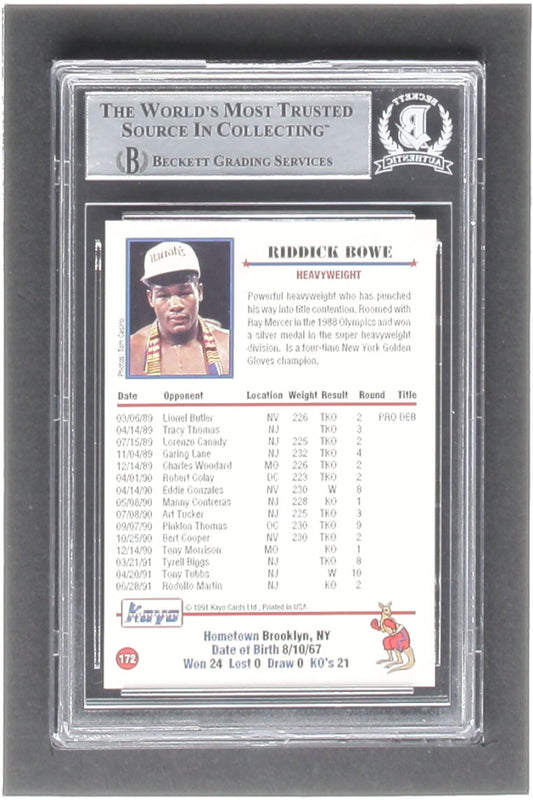 THE WORLD'S MOST TRUSTED
SOURCE IN COLLECTING™
B BECKETT GRADING SERVICES
BECKETT
B
AUTHENTIC
Harrah's
Photos: Tom Casino
RIDDICK BOWE
HEAVYWEIGHT
Powerful heavyweight who has punched
his way into title contention. Roomed with
Ray Mercer in the 1988 Olympics and won
a silver medal in the super heavyweight
division. Is a four-time New York Golden
Gloves champion.
Date Opponent Location Weight Result Round Title
03/06/89 Lionel Butler NV 226 TKO 2 PRO DEB
04/14/89 Tracy Thomas NJ TKO 3
07/15/89 Lorenzo Canady NJ 225 TKO 2
11/04/89 Garing Lane NJ 232 TKO 4
12/14/89 Charles Woodard MO 226 TKO 2
04/01/90 Robert Colay DC 223 TKO 2
04/14/90 Eddie Gonzales NV 230 W 8
05/08/90 Manny Contreras NJ 228 KO 1
07/08/90 Art Tucker NJ 225 TKO 3
09/07/90 Pinklon Thomas DC 230 TKO 9
10/25/90 Bert Cooper NV 230 TKO 2
12/14/90 Tony Morrison MO KO 1
03/21/91 Tyrell Biggs NJ TKO 8
04/20/91 Tony Tubbs NJ W 10
06/28/91 Rodolfo Martin NJ KO 2
Kayo © 1991 Kayo Cards Ltd., Printed in USA
Hometown Brooklyn, NY
Date of Birth 8/10/67
172 Won 24 Lost 0 Draw 0 KO's 21